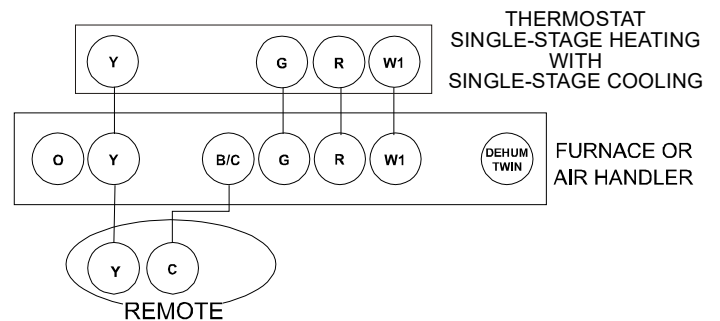 THERMOSTAT
SINGLE-STAGE HEATING
WITH
SINGLE-STAGE COOLING
Y G R W1
O Y B/C G R W1 DEHUM
TWIN
FURNACE OR
AIR HANDLER
Y C
REMOTE